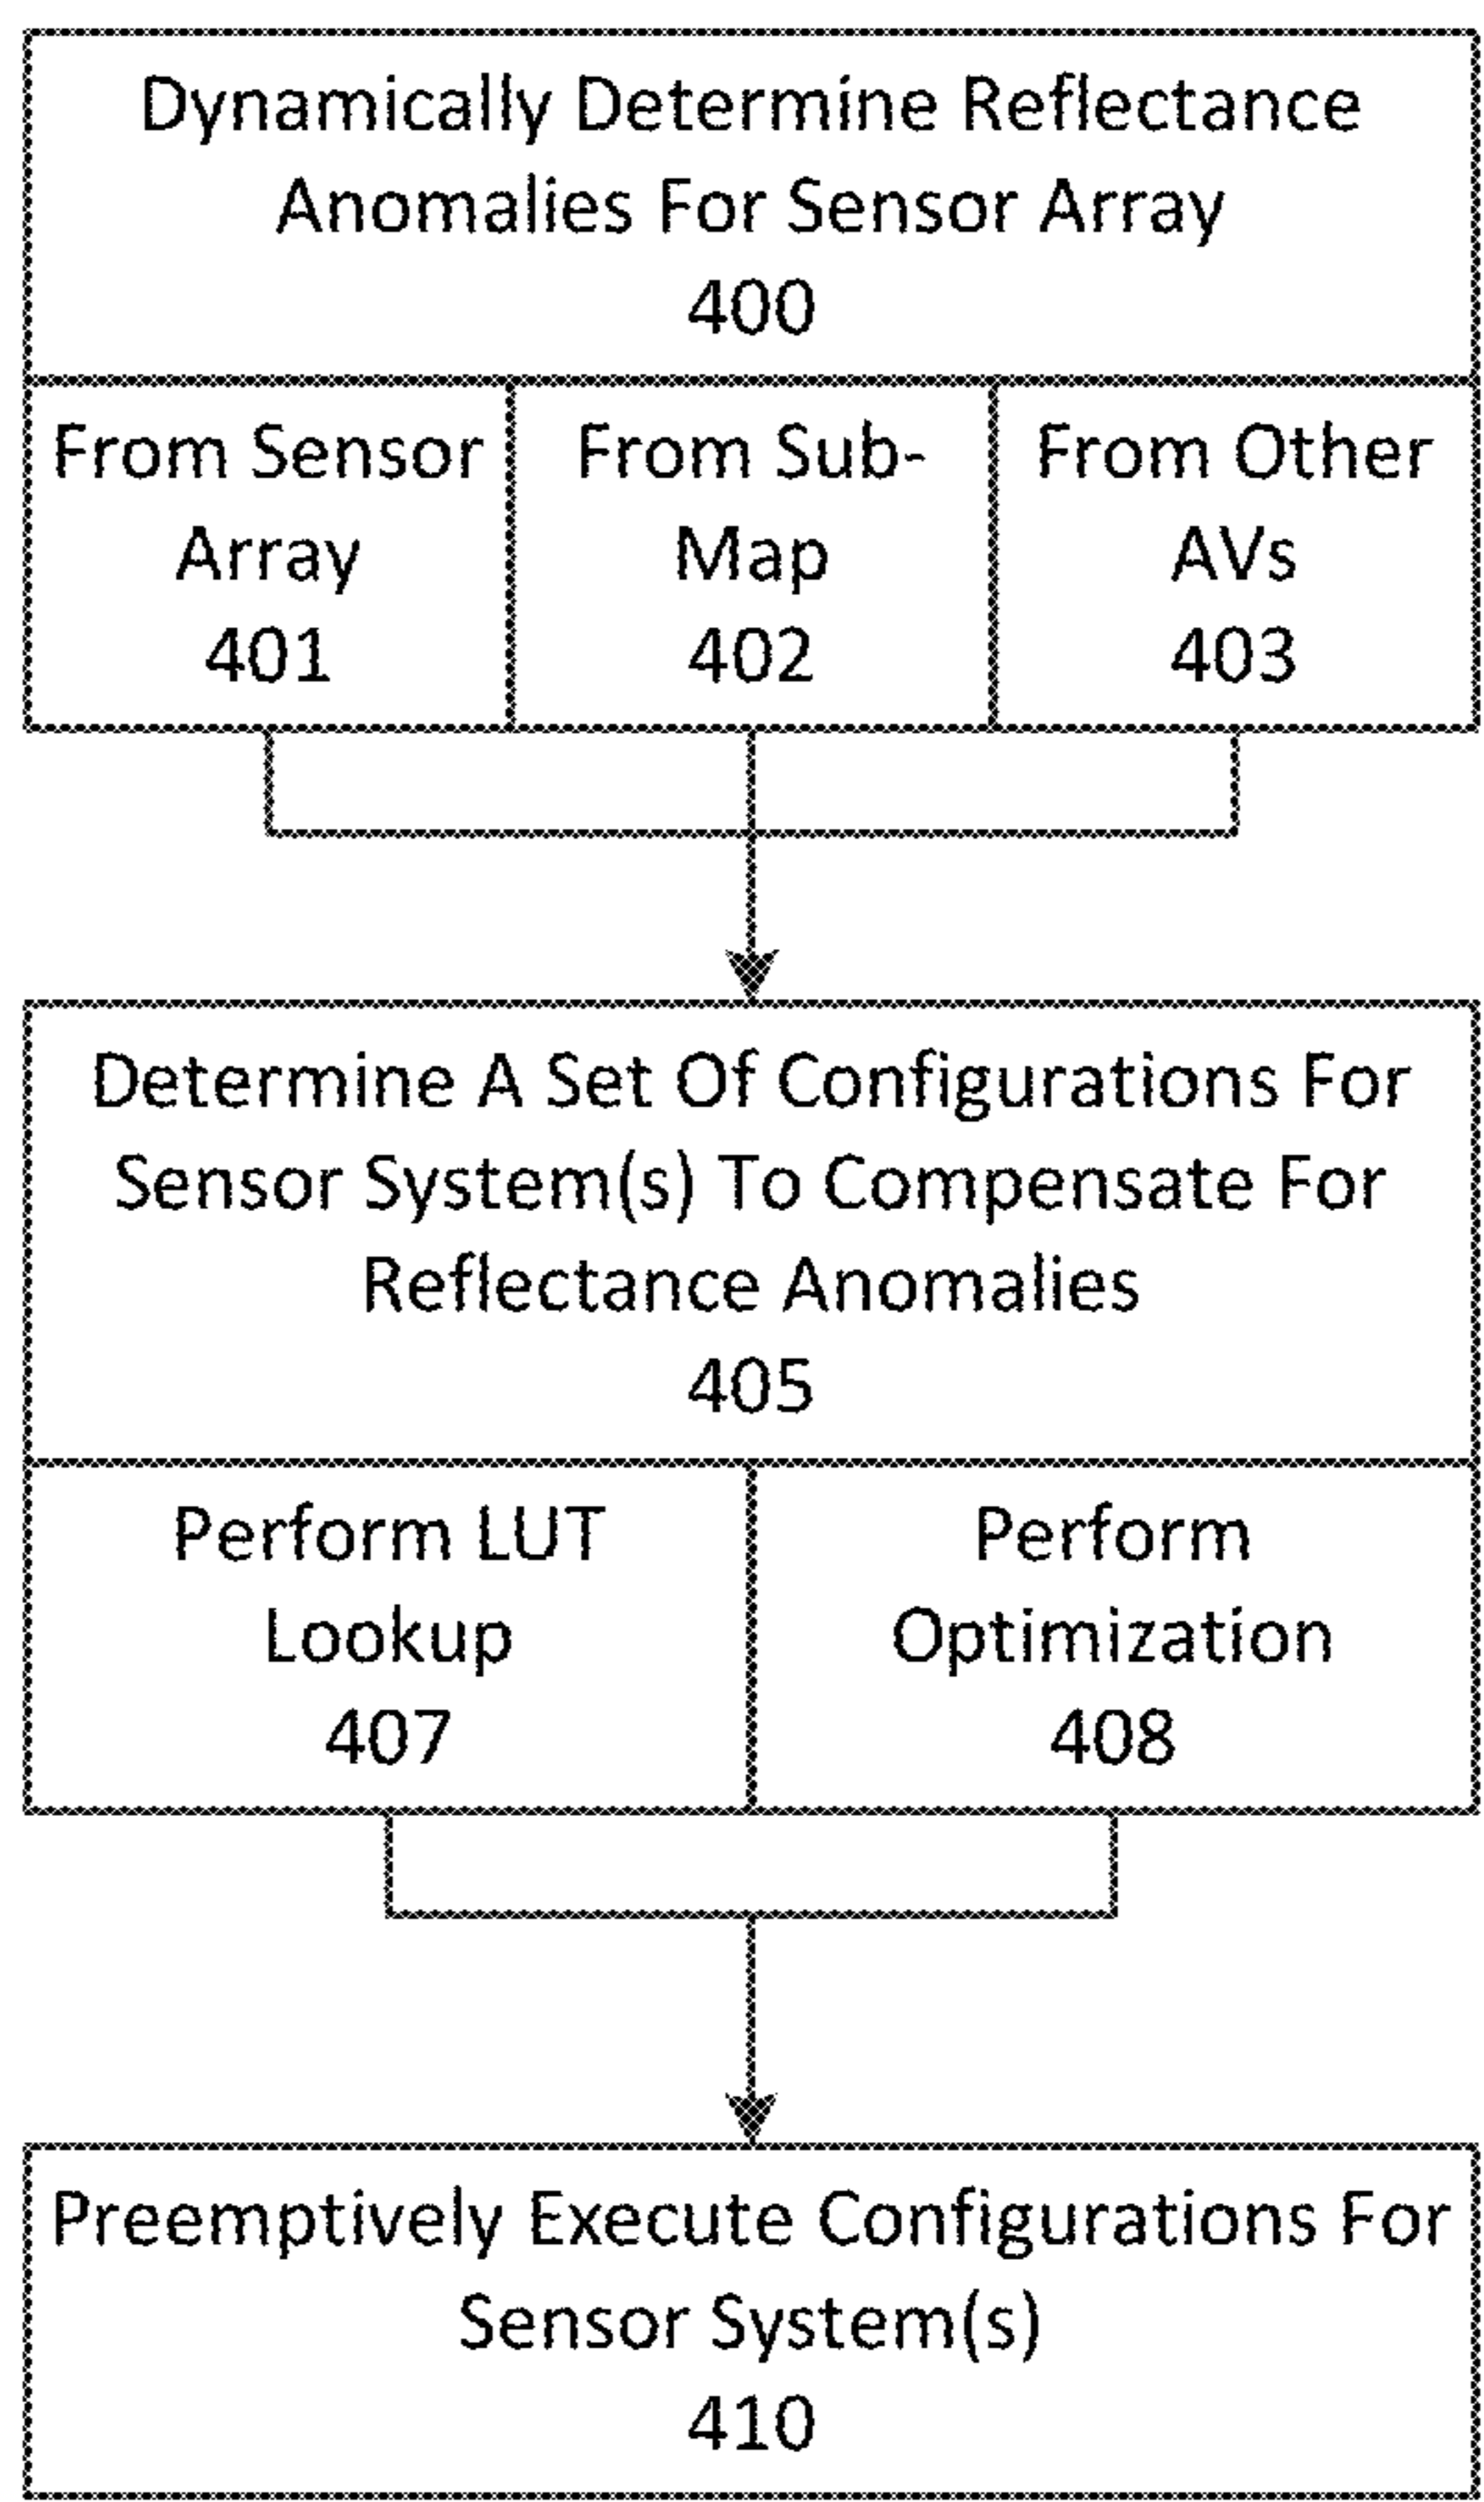 Dynamically Determine Reflectance
Anomalies For Sensor Array
400
From Sensor
Array
401
From Sub-
Map
402
From Other
AVs
403
Determine A Set Of Configurations For
Sensor System(s) To Compensate For
Reflectance Anomalies
405
Perform LUT
Lookup
407
Perform
Optimization
408
Preemptively Execute Configurations For
Sensor System(s)
410